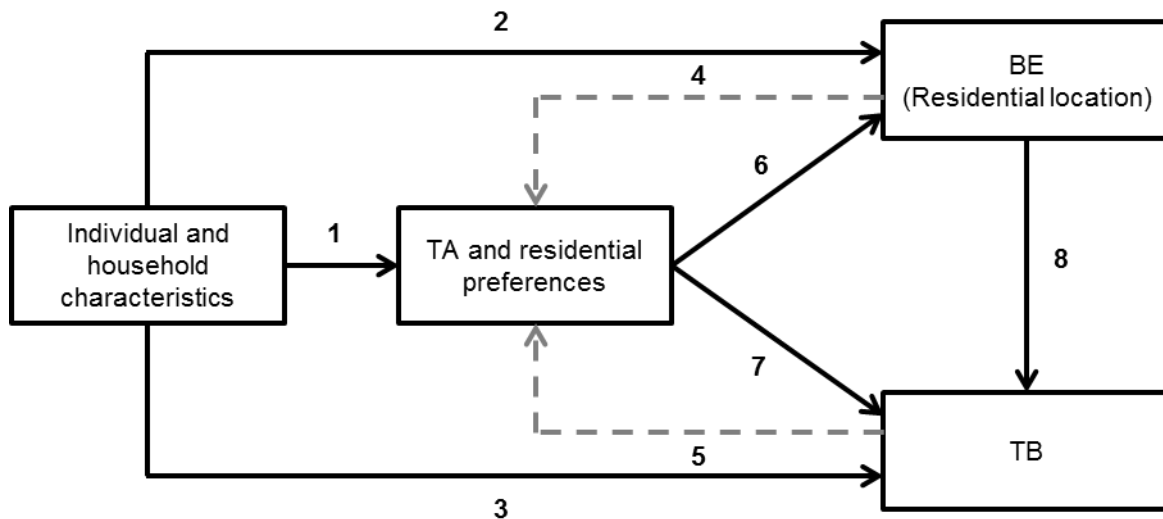 2
BE
(Residential location)
4
6
Individual and
household
characteristics
1
TA and residential
preferences
8
7
TB
5
3